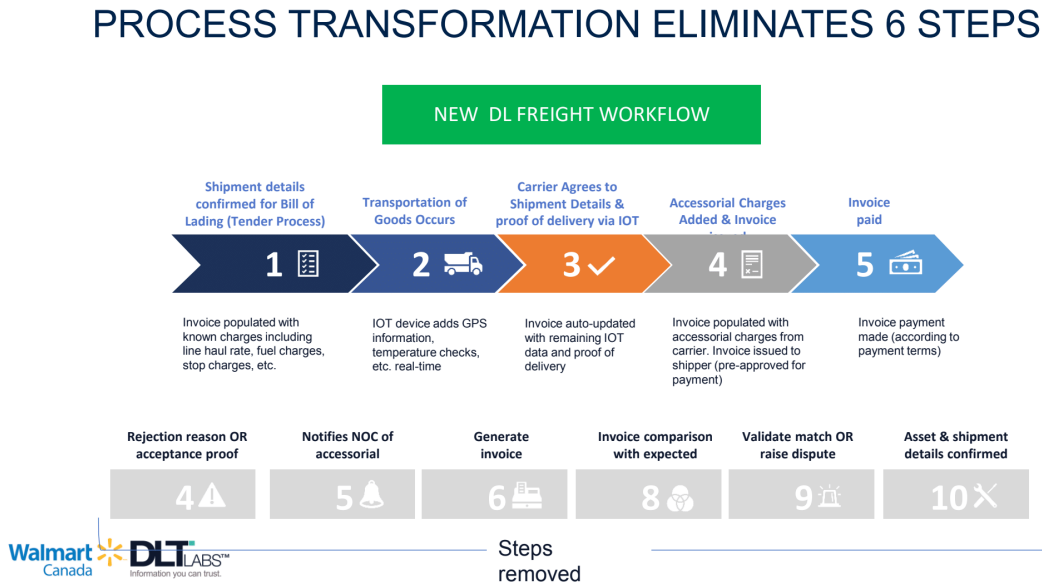 PROCESS TRANSFORMATION ELIMINATES 6 STEPS
NEW DL FREIGHT WORKFLOW
Shipment details
confirmed for Bill of
Lading (Tender Process)
Transportation of
Goods Occurs
Carrier Agrees to
Shipment Details &
proof of delivery via IOT
Accessorial Charges
Added & Invoice
Invoice
paid
1
2
3
4
5
Invoice populated with
known charges including
line haul rate, fuel charges,
stop charges, etc.
IOT device adds GPS
information,
temperature checks,
etc. real-time
Invoice auto-updated
with remaining IOT
data and proof of
delivery
Invoice populated with
accessorial charges from
carrier. Invoice issued to
shipper (pre-approved for
payment)
Invoice payment
made (according to
payment terms)
Rejection reason OR
acceptance proof
Notifies NOC of
accessorial
Generate
invoice
Invoice comparison
with expected
Validate match OR
raise dispute
Asset & shipment
details confirmed
4
5
6
8
9
10
Walmart
Canada
DLT LABS™
Information you can trust.
Steps
removed